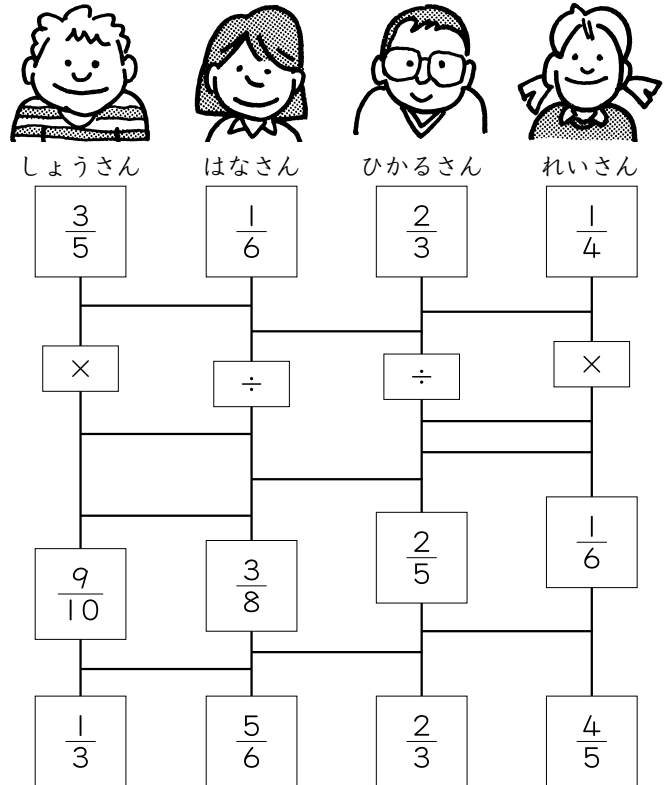 しょうさん はなさん ひかるさん れいさん
3/5 1/6 2/3 1/4
× ÷ ÷ ×
9/10 3/8 2/5 1/6
1/3 5/6 2/3 4/5